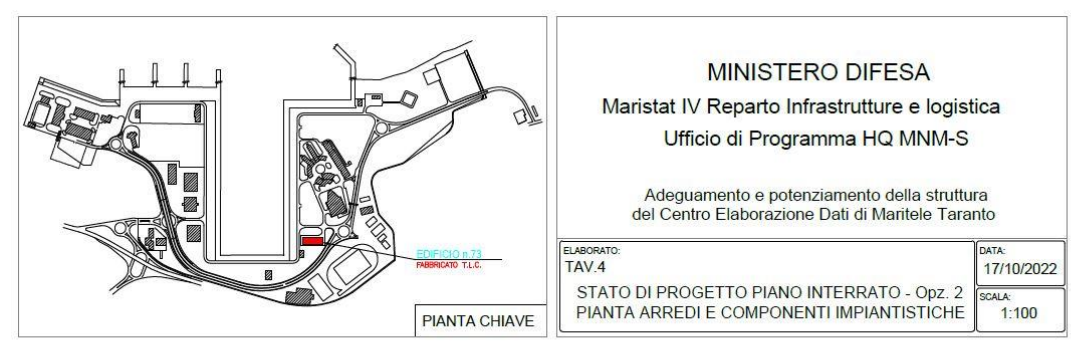 EDIFICIO n.73
FABBRICATO T.L.C.
PIANTA CHIAVE
MINISTERO DIFESA
Maristat IV Reparto Infrastrutture e logistica
Ufficio di Programma HQ MNM-S
Adeguamento e potenziamento della struttura
del Centro Elaborazione Dati di Maritele Taranto
ELABORATO:
TAV.4
STATO DI PROGETTO PIANO INTERRATO - Opz. 2
PIANTA ARREDI E COMPONENTI IMPIANTISTICHE
DATA:
17/10/2022
SCALA:
1:100